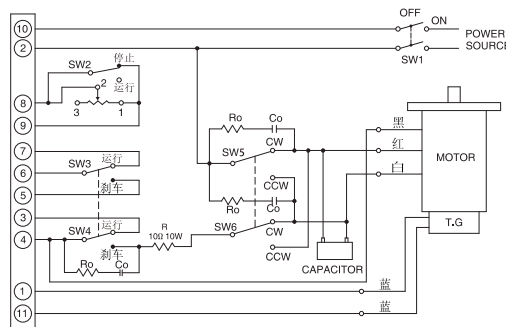 OFF
ON
10
POWER
SOURCE
2
SW1
SW2
停止
运行
2
8
3
1
9
Ro
Co
CW
SW5
黑
红
白
MOTOR
7
运行
SW3
6
刹车
5
CCW
Ro
Co
3
运行
SW4
4
R
10Ω 10W
SW6
CW
刹车
Ro
Co
CCW
CAPACITOR
T.G
1
蓝
11
蓝